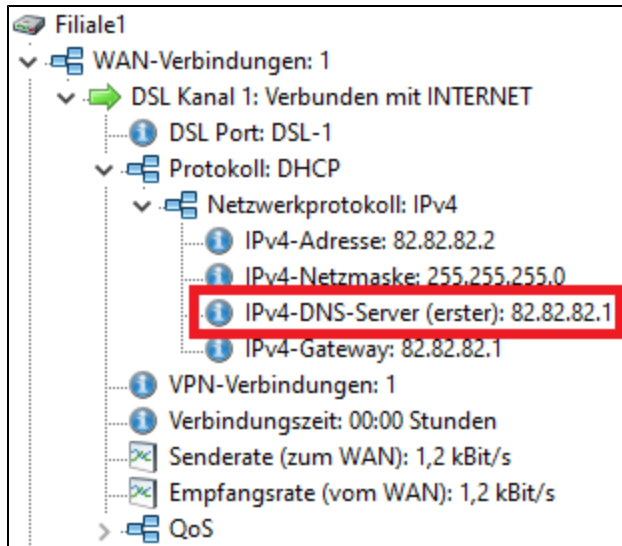 Filiale1
WAN-Verbindungen: 1
DSL Kanal 1: Verbunden mit INTERNET
DSL Port: DSL-1
Protokoll: DHCP
Netzwerkprotokoll: IPv4
IPv4-Adresse: 82.82.82.2
IPv4-Netzmaske: 255.255.255.0
IPv4-DNS-Server (erster): 82.82.82.1
IPv4-Gateway: 82.82.82.1
VPN-Verbindungen: 1
Verbindungszeit: 00:00 Stunden
Senderate (zum WAN): 1,2 kBit/s
Empfangsrate (vom WAN): 1,2 kBit/s
QoS